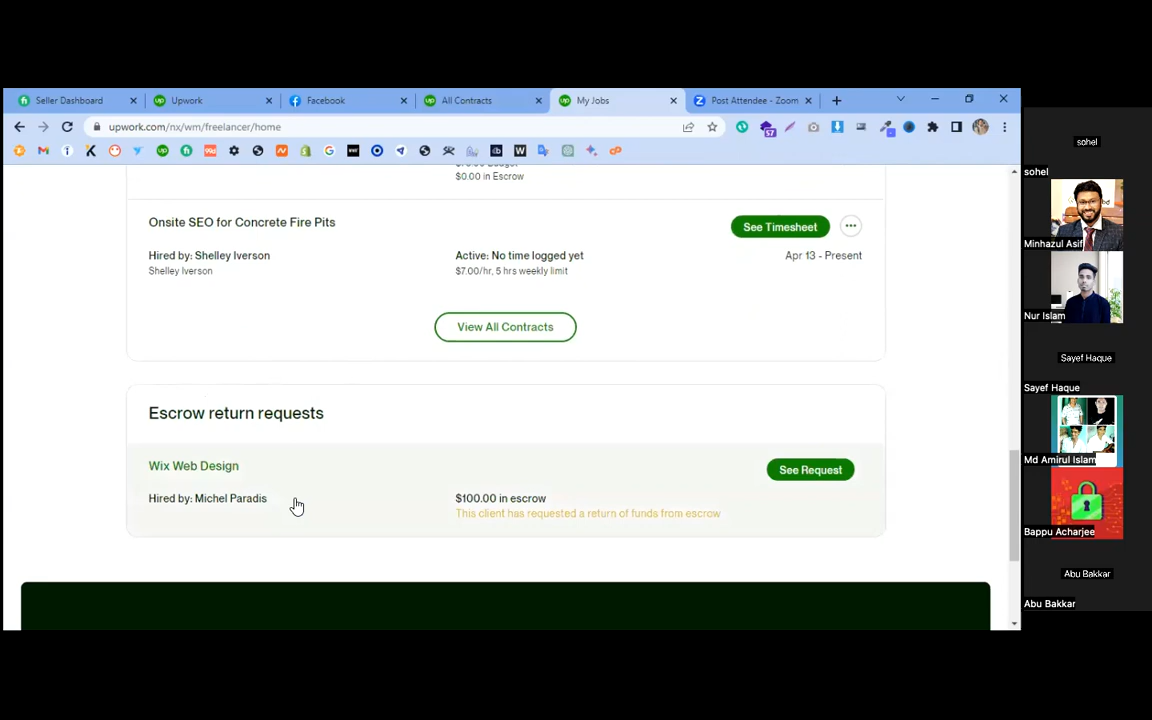 Seller Dashboard
Upwork
Facebook
All Contracts
My Jobs
Post Attendee - Zoom
upwork.com/nx/wm/freelancer/home
57
$0.00 in Escrow
Onsite SEO for Concrete Fire Pits
See Timesheet
Hired by: Shelley Iverson
Active: No time logged yet
Apr 13 - Present
Shelley Iverson
$7.00/hr, 5 hrs weekly limit
View All Contracts
Escrow return requests
Wix Web Design
See Request
Hired by: Michel Paradis
$100.00 in escrow
This client has requested a return of funds from escrow
sohel
sohel
Minhazul Asif
Nur Islam
Sayef Haque
Sayef Haque
Md Amirul Islam
Bappu Acharjee
Abu Bakkar
Abu Bakkar